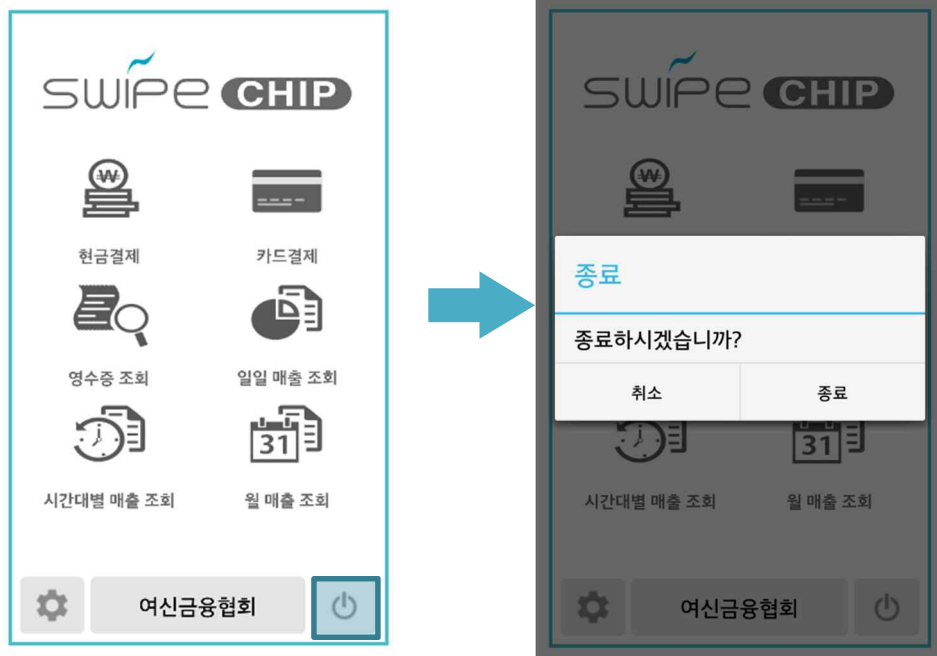 SWIPE CHIP
현금결제
카드결제
영수증 조회
일일 매출 조회
31
시간대별 매출 조회
월 매출 조회
여신금융협회
SWIPE CHIP
종료
종료하시겠습니까?
취소
종료
31
시간대별 매출 조회
월 매출 조회
여신금융협회